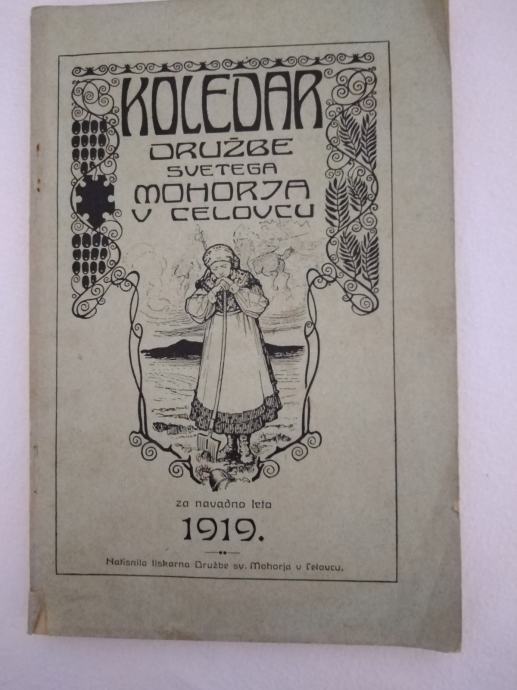 KOLEDAR
DRUŽBE
SVETEGA
MOHORJA
V CELOVCU
za navadno leto
1919.
Natisnila tiskarna Družbe sv. Mohorja v Celovcu.